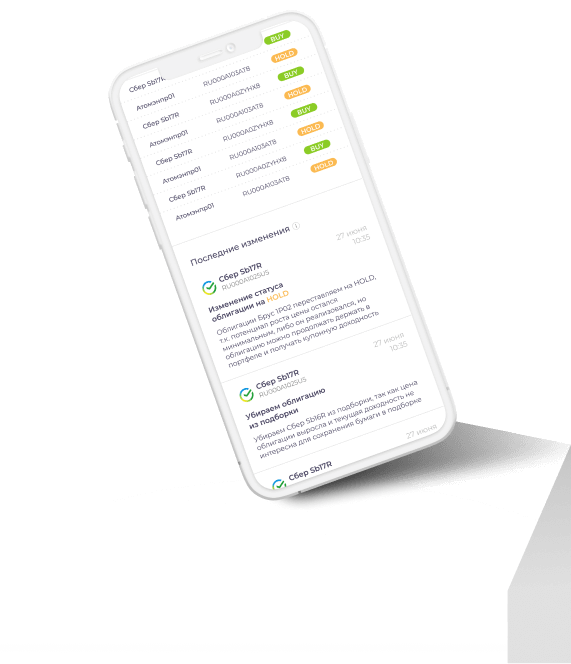 Сбер Sb17R BUY
Атомэнпр01 RU000A103AT8 HOLD
Сбер Sb17R RU000A0ZYHX8 BUY
Атомэнпр01 RU000A103AT8 HOLD
Сбер Sb17R RU000A0ZYHX8 BUY
Атомэнпр01 RU000A103AT8 HOLD
Сбер Sb17R RU000A0ZYHX8 BUY
Атомэнпр01 RU000A103AT8 HOLD
Последние изменения
27 июня
10:35
Сбер Sb17R
RU000A1025U5
Изменение статуса
облигации на HOLD
Облигации Брус 1P02 переставляем на HOLD,
т.к. потенциал роста цены остался
минимальным, либо он реализовался, но
облигацию можно продолжать держать в
портфеле и получать купонную доходность
27 июня
10:35
Сбер Sb17R
RU000A1025U5
Убираем облигацию
из подборки
Убираем Сбер Sb16R из подборки, так как цена
облигации выросла и текущая доходность не
интересна для сохранения бумаги в подборке
27 июня
Сбер Sb17R